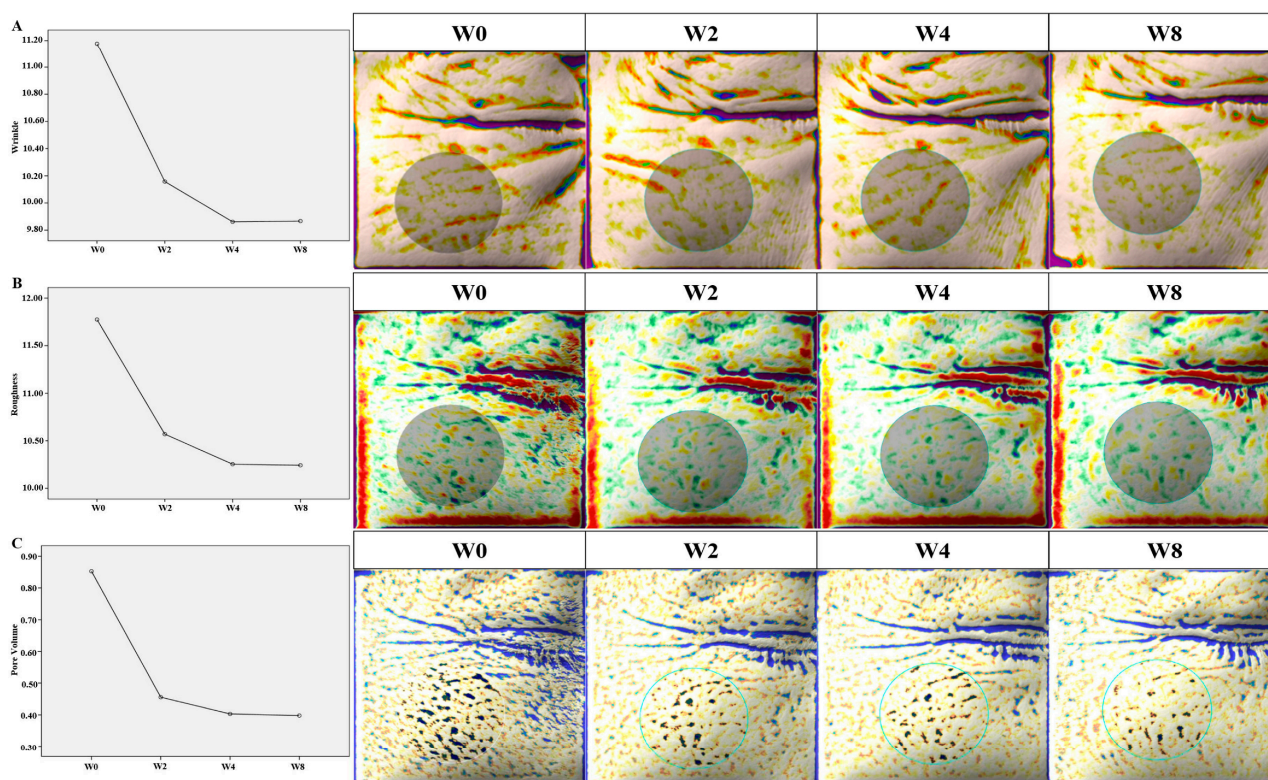 A
W0 W2 W4 W8
Wrinkle
11.20
11.00
10.80
10.60
10.40
10.20
10.00
9.80
W0 W2 W4 W8
B
W0 W2 W4 W8
Roughness
12.00
11.50
11.00
10.50
10.00
W0 W2 W4 W8
C
W0 W2 W4 W8
Pore Volume
0.90
0.80
0.70
0.60
0.50
0.40
0.30
W0 W2 W4 W8